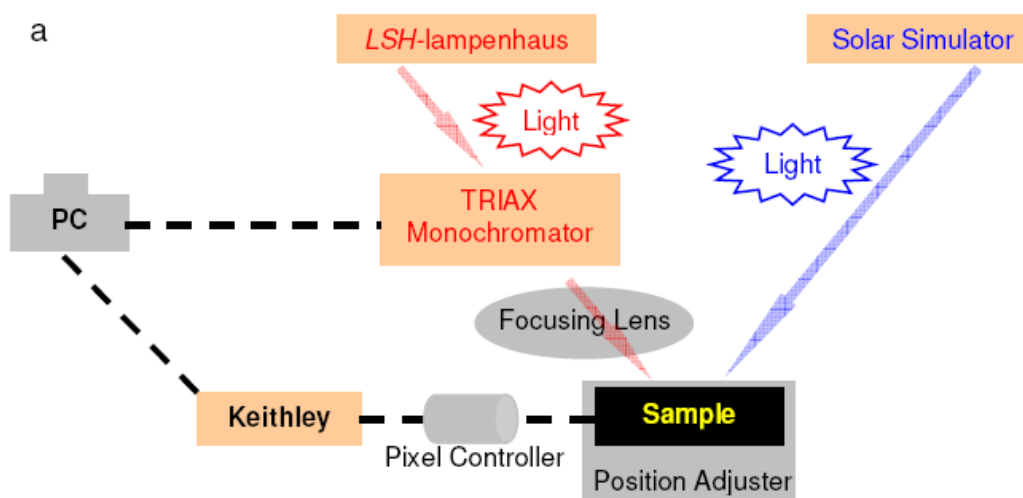 a
LSH-lampenhaus
Solar Simulator
Light
Light
TRIAX
Monochromator
PC
Focusing Lens
Keithley
Pixel Controller
Sample
Position Adjuster